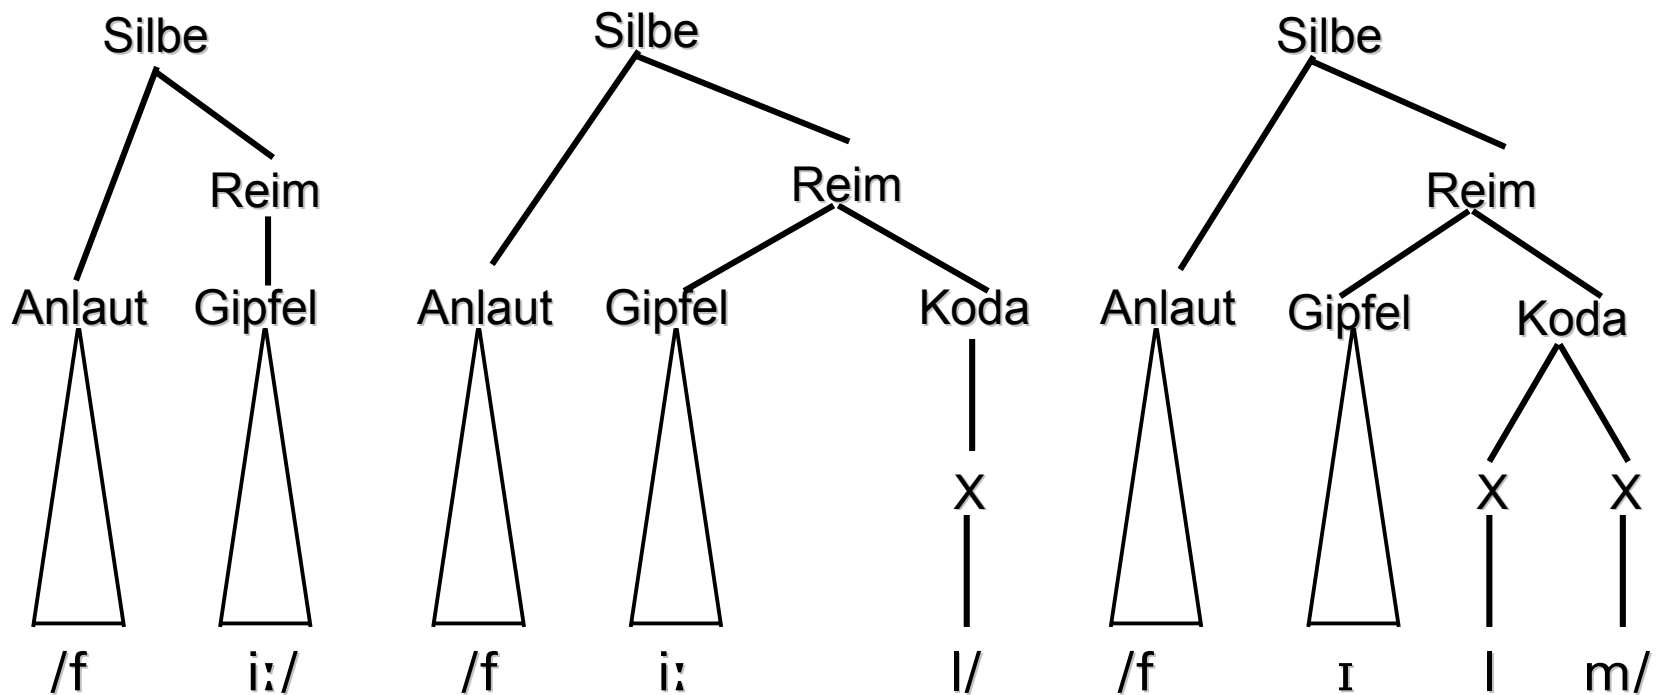 Silbe Silbe Silbe
Reim Reim Reim
Anlaut Gipfel Anlaut Gipfel Koda Anlaut Gipfel Koda
X X X
/f iː/ /f iː l/ /f ɪ l m/